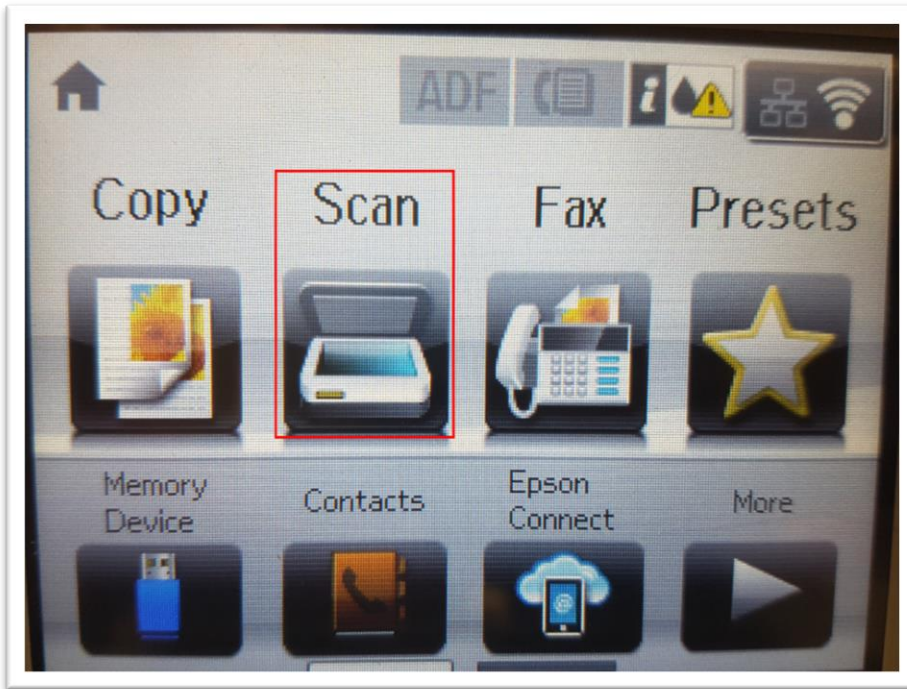 ADF i
Copy Scan Fax Presets
Memory Device
Contacts
Epson Connect
More